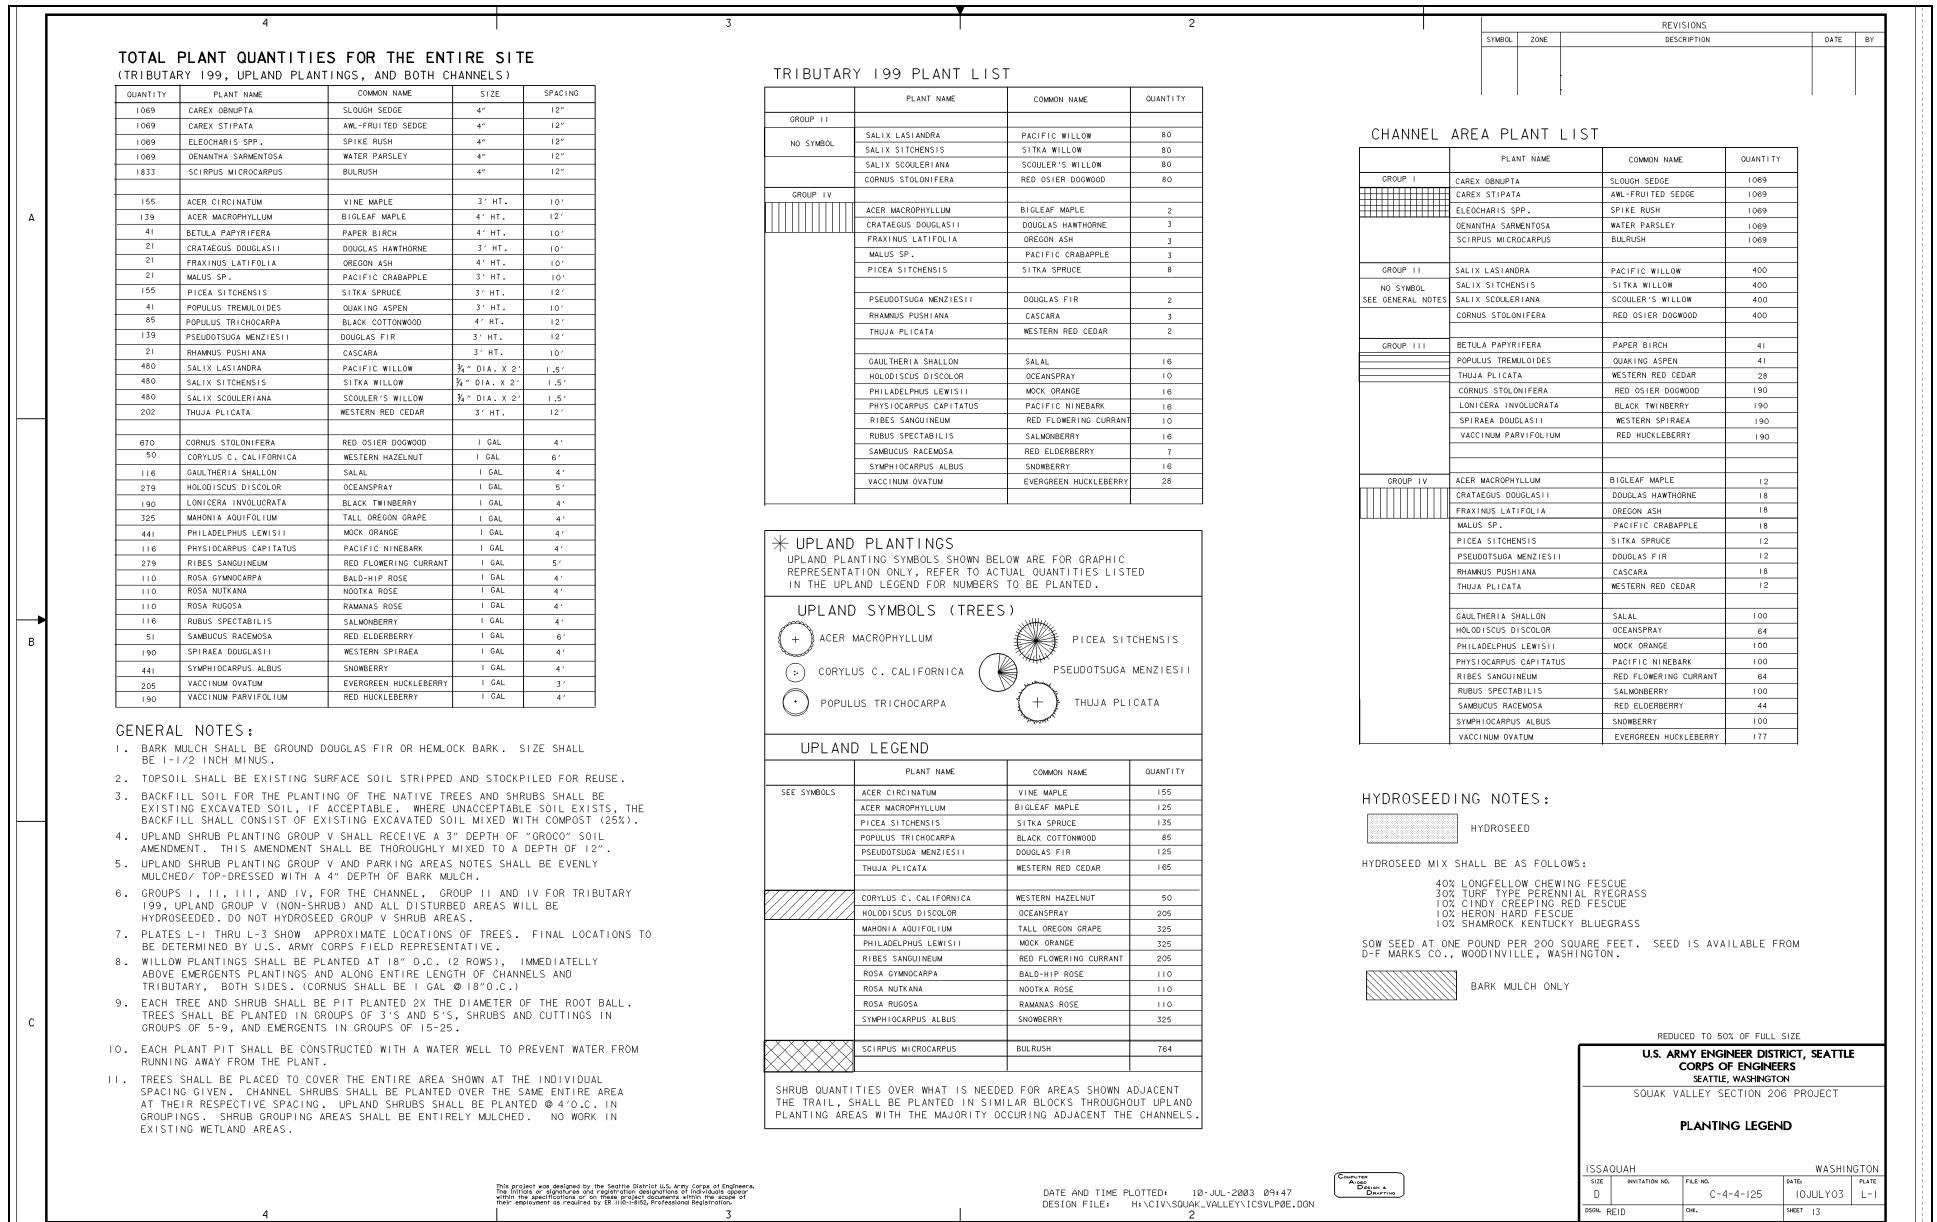 4 3 2
REVISIONS
SYMBOL ZONE DESCRIPTION DATE BY
TOTAL PLANT QUANTITIES FOR THE ENTIRE SITE
(TRIBUTARY 199, UPLAND PLANTINGS, AND BOTH CHANNELS)
QUANTITY PLANT NAME COMMON NAME SIZE SPACING
1069 CAREX OBNUPTA SLOUGH SEDGE 4" 12"
1069 CAREX STIPATA AWL-FRUITED SEDGE 4" 12"
1069 ELEOCHARIS SPP. SPIKE RUSH 4" 12"
1069 OENANTHA SARMENTOSA WATER PARSLEY 4" 12"
1833 SCIRPUS MICROCARPUS BULRUSH 4" 12"
155 ACER CIRCINATUM VINE MAPLE 3' HT. 10'
139 ACER MACROPHYLLUM BIGLEAF MAPLE 4' HT. 12'
41 BETULA PAPYRIFERA PAPER BIRCH 4' HT. 10'
21 CRATAEGUS DOUGLASII DOUGLAS HAWTHORNE 3' HT. 10'
21 FRAXINUS LATIFOLIA OREGON ASH 4' HT. 10'
21 MALUS SP. PACIFIC CRABAPPLE 3' HT. 10'
155 PICEA SITCHENSIS SITKA SPRUCE 3' HT. 12'
41 POPULUS TREMULOIDES QUAKING ASPEN 3' HT. 10'
85 POPULUS TRICHOCARPA BLACK COTTONWOOD 4' HT. 12'
139 PSEUDOTSUGA MENZIESII DOUGLAS FIR 3' HT. 12'
21 RHAMNUS PUSHIANA CASCARA 3' HT. 10'
480 SALIX LASIANDRA PACIFIC WILLOW ¾" DIA. X 2' 1.5'
480 SALIX SITCHENSIS SITKA WILLOW ¾" DIA. X 2' 1.5'
480 SALIX SCOULERIANA SCOULER'S WILLOW ¾" DIA. X 2' 1.5'
202 THUJA PLICATA WESTERN RED CEDAR 3' HT. 12'
670 CORNUS STOLONIFERA RED OSIER DOGWOOD 1 GAL 4'
50 CORYLUS C. CALIFORNICA WESTERN HAZELNUT 1 GAL 6'
116 GAULTHERIA SHALLON SALAL 1 GAL 4'
279 HOLODISCUS DISCOLOR OCEANSPRAY 1 GAL 5'
190 LONICERA INVOLUCRATA BLACK TWINBERRY 1 GAL 4'
325 MAHONIA AQUIFOLIUM TALL OREGON GRAPE 1 GAL 4'
441 PHILADELPHUS LEWISII MOCK ORANGE 1 GAL 4'
116 PHYSIOCARPUS CAPITATUS PACIFIC NINEBARK 1 GAL 4'
279 RIBES SANGUINEUM RED FLOWERING CURRANT 1 GAL 5'
110 ROSA GYMNOCARPA BALD-HIP ROSE 1 GAL 4'
110 ROSA NUTKANA NOOTKA ROSE 1 GAL 4'
110 ROSA RUGOSA RAMANAS ROSE 1 GAL 4'
116 RUBUS SPECTABILIS SALMONBERRY 1 GAL 4'
51 SAMBUCUS RACEMOSA RED ELDERBERRY 1 GAL 6'
190 SPIRAEA DOUGLASII WESTERN SPIRAEA 1 GAL 4'
441 SYMPHIOCARPUS ALBUS SNOWBERRY 1 GAL 4'
205 VACCINUM OVATUM EVERGREEN HUCKLEBERRY 1 GAL 3'
190 VACCINUM PARVIFOLIUM RED HUCKLEBERRY 1 GAL 4'
GENERAL NOTES:
1. BARK MULCH SHALL BE GROUND DOUGLAS FIR OR HEMLOCK BARK. SIZE SHALL
BE 1-1/2 INCH MINUS.
2. TOPSOIL SHALL BE EXISTING SURFACE SOIL STRIPPED AND STOCKPILED FOR REUSE.
3. BACKFILL SOIL FOR THE PLANTING OF THE NATIVE TREES AND SHRUBS SHALL BE
EXISTING EXCAVATED SOIL, IF ACCEPTABLE. WHERE UNACCEPTABLE SOIL EXISTS, THE
BACKFILL SHALL CONSIST OF EXISTING EXCAVATED SOIL MIXED WITH COMPOST (25%).
4. UPLAND SHRUB PLANTING GROUP V SHALL RECEIVE A 3" DEPTH OF "GROCO" SOIL
AMENDMENT. THIS AMENDMENT SHALL BE THOROUGHLY MIXED TO A DEPTH OF 12".
5. UPLAND SHRUB PLANTING GROUP V AND PARKING AREAS NOTES SHALL BE EVENLY
MULCHED/ TOP-DRESSED WITH A 4" DEPTH OF BARK MULCH.
6. GROUPS I, II, III, AND IV, FOR THE CHANNEL, GROUP II AND IV FOR TRIBUTARY
199, UPLAND GROUP V (NON-SHRUB) AND ALL DISTURBED AREAS WILL BE
HYDROSEEDED. DO NOT HYDROSEED GROUP V SHRUB AREAS.
7. PLATES L-1 THRU L-3 SHOW APPROXIMATE LOCATIONS OF TREES. FINAL LOCATIONS TO
BE DETERMINED BY U.S. ARMY CORPS FIELD REPRESENTATIVE.
8. WILLOW PLANTINGS SHALL BE PLANTED AT 18" O.C. (2 ROWS), IMMEDIATELLY
ABOVE EMERGENTS PLANTINGS AND ALONG ENTIRE LENGTH OF CHANNELS AND
TRIBUTARY, BOTH SIDES. (CORNUS SHALL BE 1 GAL @ 18"O.C.)
9. EACH TREE AND SHRUB SHALL BE PIT PLANTED 2X THE DIAMETER OF THE ROOT BALL.
TREES SHALL BE PLANTED IN GROUPS OF 3'S AND 5'S, SHRUBS AND CUTTINGS IN
GROUPS OF 5-9, AND EMERGENTS IN GROUPS OF 15-25.
10. EACH PLANT PIT SHALL BE CONSTRUCTED WITH A WATER WELL TO PREVENT WATER FROM
RUNNING AWAY FROM THE PLANT.
11. TREES SHALL BE PLACED TO COVER THE ENTIRE AREA SHOWN AT THE INDIVIDUAL
SPACING GIVEN. CHANNEL SHRUBS SHALL BE PLANTED OVER THE SAME ENTIRE AREA
AT THEIR RESPECTIVE SPACING. UPLAND SHRUBS SHALL BE PLANTED @ 4'O.C. IN
GROUPINGS. SHRUB GROUPING AREAS SHALL BE ENTIRELY MULCHED. NO WORK IN
EXISTING WETLAND AREAS.
TRIBUTARY 199 PLANT LIST
PLANT NAME COMMON NAME QUANTITY
GROUP II
NO SYMBOL
SALIX LASIANDRA PACIFIC WILLOW 80
SALIX SITCHENSIS SITKA WILLOW 80
SALIX SCOULERIANA SCOULER'S WILLOW 80
CORNUS STOLONIFERA RED OSIER DOGWOOD 80
GROUP IV
ACER MACROPHYLLUM BIGLEAF MAPLE 2
CRATAEGUS DOUGLASII DOUGLAS HAWTHORNE 3
FRAXINUS LATIFOLIA OREGON ASH 3
MALUS SP. PACIFIC CRABAPPLE 3
PICEA SITCHENSIS SITKA SPRUCE 8
PSEUDOTSUGA MENZIESII DOUGLAS FIR 2
RHAMNUS PUSHIANA CASCARA 3
THUJA PLICATA WESTERN RED CEDAR 2
GAULTHERIA SHALLON SALAL 16
HOLODISCUS DISCOLOR OCEANSPRAY 10
PHILADELPHUS LEWISII MOCK ORANGE 16
PHYSIOCARPUS CAPITATUS PACIFIC NINEBARK 16
RIBES SANGUINEUM RED FLOWERING CURRANT 10
RUBUS SPECTABILIS SALMONBERRY 16
SAMBUCUS RACEMOSA RED ELDERBERRY 7
SYMPHIOCARPUS ALBUS SNOWBERRY 16
VACCINUM OVATUM EVERGREEN HUCKLEBERRY 28
UPLAND PLANTINGS
UPLAND PLANTING SYMBOLS SHOWN BELOW ARE FOR GRAPHIC
REPRESENTATION ONLY, REFER TO ACTUAL QUANTITIES LISTED
IN THE UPLAND LEGEND FOR NUMBERS TO BE PLANTED.
UPLAND SYMBOLS (TREES)
ACER MACROPHYLLUM PICEA SITCHENSIS
CORYLUS C. CALIFORNICA PSEUDOTSUGA MENZIESII
POPULUS TRICHOCARPA THUJA PLICATA
UPLAND LEGEND
PLANT NAME COMMON NAME QUANTITY
SEE SYMBOLS ACER CIRCINATUM VINE MAPLE 155
ACER MACROPHYLLUM BIGLEAF MAPLE 125
PICEA SITCHENSIS SITKA SPRUCE 135
POPULUS TRICHOCARPA BLACK COTTONWOOD 85
PSEUDOTSUGA MENZIESII DOUGLAS FIR 125
THUJA PLICATA WESTERN RED CEDAR 165
CORYLUS C. CALIFORNICA WESTERN HAZELNUT 50
HOLODISCUS DISCOLOR OCEANSPRAY 205
MAHONIA AQUIFOLIUM TALL OREGON GRAPE 325
PHILADELPHUS LEWISII MOCK ORANGE 325
RIBES SANGUINEUM RED FLOWERING CURRANT 205
ROSA GYMNOCARPA BALD-HIP ROSE 110
ROSA NUTKANA NOOTKA ROSE 110
ROSA RUGOSA RAMANAS ROSE 110
SYMPHIOCARPUS ALBUS SNOWBERRY 325
SCIRPUS MICROCARPUS BULRUSH 764
SHRUB QUANTITIES OVER WHAT IS NEEDED FOR AREAS SHOWN ADJACENT
THE TRAIL, SHALL BE PLANTED IN SIMILAR BLOCKS THROUGHOUT UPLAND
PLANTING AREAS WITH THE MAJORITY OCCURING ADJACENT THE CHANNELS.
CHANNEL AREA PLANT LIST
PLANT NAME COMMON NAME QUANTITY
GROUP I CAREX OBNUPTA SLOUGH SEDGE 1069
CAREX STIPATA AWL-FRUITED SEDGE 1069
ELEOCHARIS SPP. SPIKE RUSH 1069
OENANTHA SARMENTOSA WATER PARSLEY 1069
SCIRPUS MICROCARPUS BULRUSH 1069
GROUP II SALIX LASIANDRA PACIFIC WILLOW 400
NO SYMBOL SALIX SITCHENSIS SITKA WILLOW 400
SEE GENERAL NOTES SALIX SCOULERIANA SCOULER'S WILLOW 400
CORNUS STOLONIFERA RED OSIER DOGWOOD 400
GROUP III BETULA PAPYRIFERA PAPER BIRCH 41
POPULUS TREMULOIDES QUAKING ASPEN 41
THUJA PLICATA WESTERN RED CEDAR 28
CORNUS STOLONIFERA RED OSIER DOGWOOD 190
LONICERA INVOLUCRATA BLACK TWINBERRY 190
SPIRAEA DOUGLASII WESTERN SPIRAEA 190
VACCINUM PARVIFOLIUM RED HUCKLEBERRY 190
GROUP IV ACER MACROPHYLLUM BIGLEAF MAPLE 12
CRATAEGUS DOUGLASII DOUGLAS HAWTHORNE 18
FRAXINUS LATIFOLIA OREGON ASH 18
MALUS SP. PACIFIC CRABAPPLE 18
PICEA SITCHENSIS SITKA SPRUCE 12
PSEUDOTSUGA MENZIESII DOUGLAS FIR 12
RHAMNUS PUSHIANA CASCARA 18
THUJA PLICATA WESTERN RED CEDAR 12
GAULTHERIA SHALLON SALAL 100
HOLODISCUS DISCOLOR OCEANSPRAY 64
PHILADELPHUS LEWISII MOCK ORANGE 100
PHYSIOCARPUS CAPITATUS PACIFIC NINEBARK 100
RIBES SANGUINEUM RED FLOWERING CURRANT 64
RUBUS SPECTABILIS SALMONBERRY 100
SAMBUCUS RACEMOSA RED ELDERBERRY 44
SYMPHIOCARPUS ALBUS SNOWBERRY 100
VACCINUM OVATUM EVERGREEN HUCKLEBERRY 177
HYDROSEEDING NOTES:
HYDROSEED
HYDROSEED MIX SHALL BE AS FOLLOWS:
40% LONGFELLOW CHEWING FESCUE
30% TURF TYPE PERENNIAL RYEGRASS
10% CINDY CREEPING RED FESCUE
10% HERON HARD FESCUE
10% SHAMROCK KENTUCKY BLUEGRASS
SOW SEED AT ONE POUND PER 200 SQUARE FEET. SEED IS AVAILABLE FROM
D-F MARKS CO., WOODINVILLE, WASHINGTON.
BARK MULCH ONLY
A
B
C
REDUCED TO 50% OF FULL SIZE
U.S. ARMY ENGINEER DISTRICT, SEATTLE
CORPS OF ENGINEERS
SEATTLE, WASHINGTON
SQUAK VALLEY SECTION 206 PROJECT
PLANTING LEGEND
ISSAQUAH WASHINGTON
SIZE INVITATION NO. FILE NO. DATE: PLATE
D C-4-4-125 10JULY03 L-1
DSGN. REID CHK. SHEET 13
This project was designed by the Seattle District U.S. Army Corps of Engineers.
The initials or signatures and registration designations of individuals appear
within the specifications or on these project documents within the scope of
their employment as required by ER 1110-1-8152, Professional Registration.
DATE AND TIME PLOTTED: 10-JUL-2003 09:47
DESIGN FILE: H:\CIV\SQUAK_VALLEY\ICSVLP0E.DGN
COMPUTER
AIDED
DESIGN &
DRAFTING
4 3 2